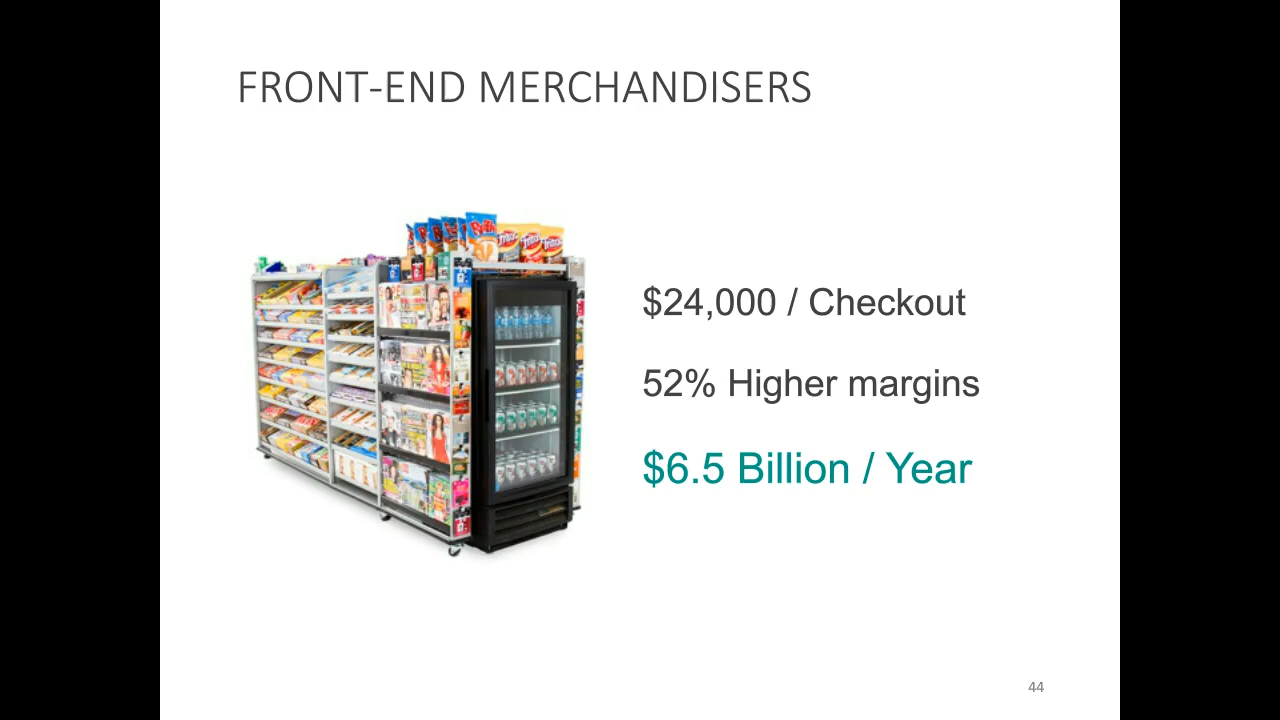 FRONT-END MERCHANDISERS
$24,000 / Checkout
52% Higher margins
$6.5 Billion / Year
44